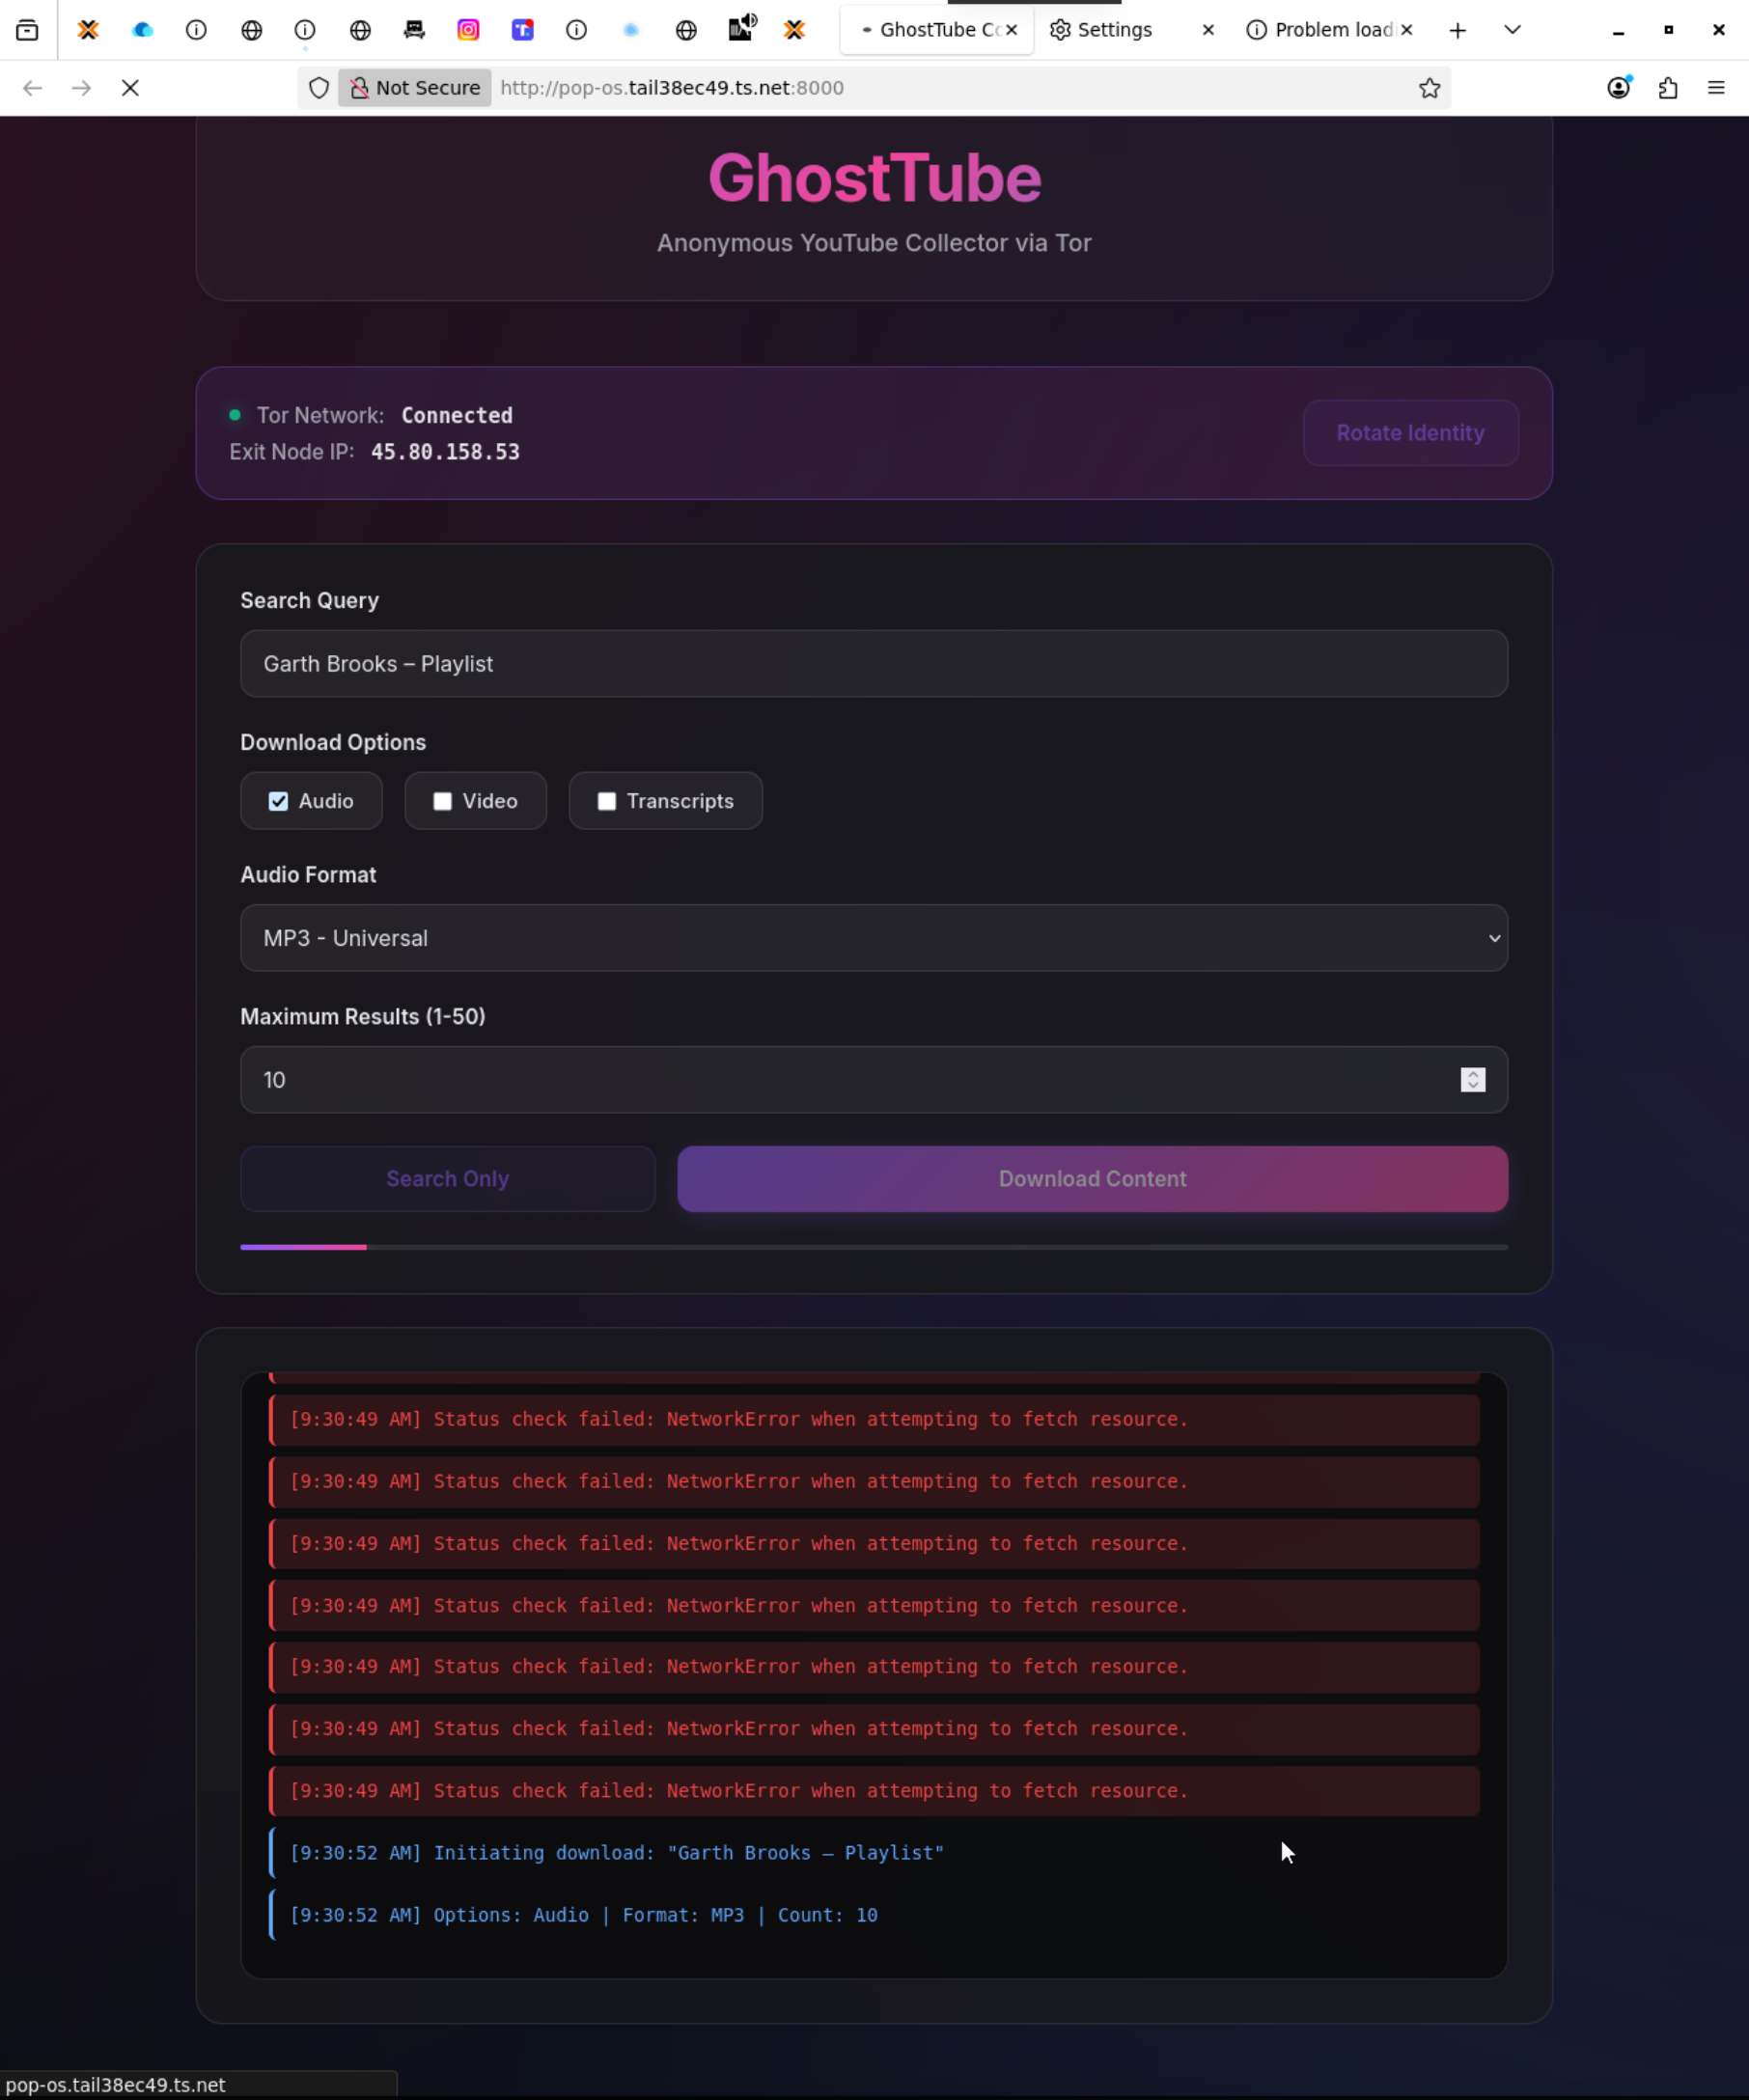 GhostTube Co
Settings
Problem load
Not Secure
http://pop-os.tail38ec49.ts.net:8000
GhostTube
Anonymous YouTube Collector via Tor
Tor Network: Connected
Exit Node IP: 45.80.158.53
Rotate Identity
Search Query
Garth Brooks – Playlist
Download Options
Audio
Video
Transcripts
Audio Format
MP3 - Universal
Maximum Results (1-50)
10
Search Only
Download Content
[9:30:49 AM] Status check failed: NetworkError when attempting to fetch resource.
[9:30:49 AM] Status check failed: NetworkError when attempting to fetch resource.
[9:30:49 AM] Status check failed: NetworkError when attempting to fetch resource.
[9:30:49 AM] Status check failed: NetworkError when attempting to fetch resource.
[9:30:49 AM] Status check failed: NetworkError when attempting to fetch resource.
[9:30:49 AM] Status check failed: NetworkError when attempting to fetch resource.
[9:30:49 AM] Status check failed: NetworkError when attempting to fetch resource.
[9:30:52 AM] Initiating download: "Garth Brooks – Playlist"
[9:30:52 AM] Options: Audio | Format: MP3 | Count: 10
pop-os.tail38ec49.ts.net